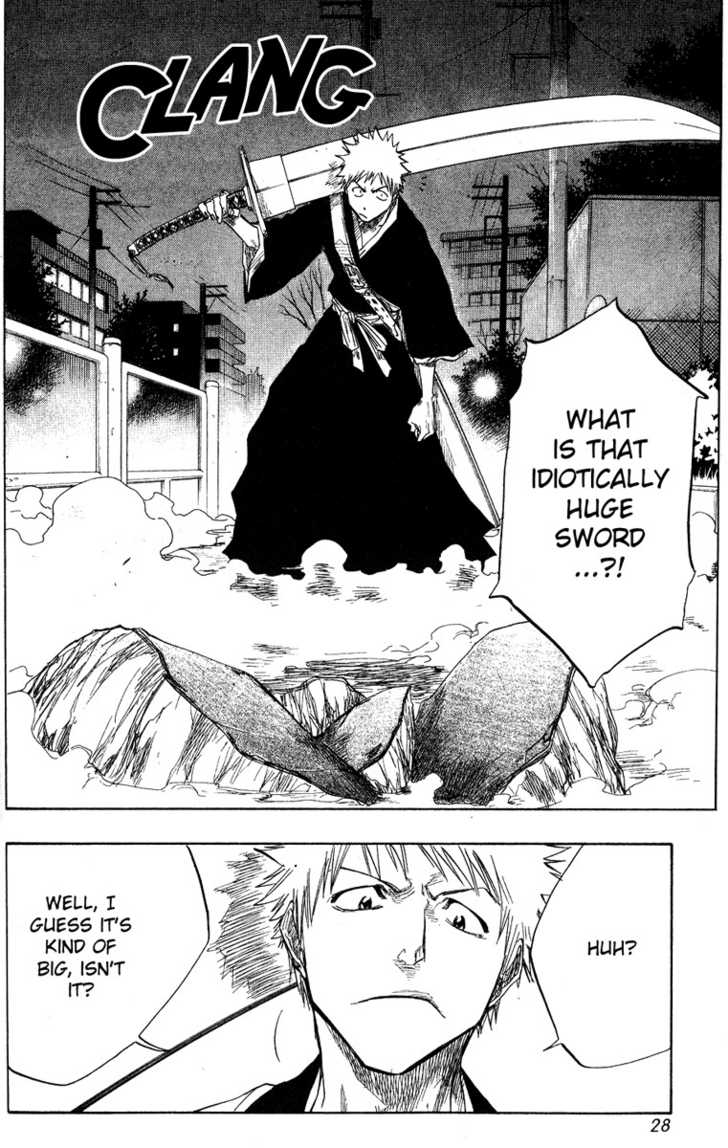 CLANG
WHAT
IS THAT
IDIOTICALLY
HUGE
SWORD
...?!
HUH?
WELL, I
GUESS IT'S
KIND OF
BIG, ISN'T
IT?
28